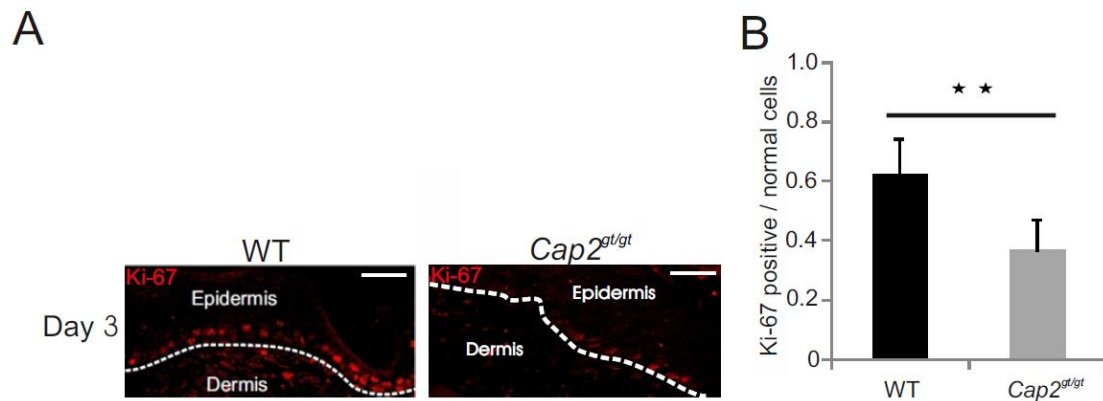 A
WT
Cap2gt/gt
Day 3
Ki-67
Epidermis
Dermis
Ki-67
Epidermis
Dermis
B
Ki-67 positive / normal cells
1.0
0.8
0.6
0.4
0.2
0
★ ★
WT
Cap2gt/gt